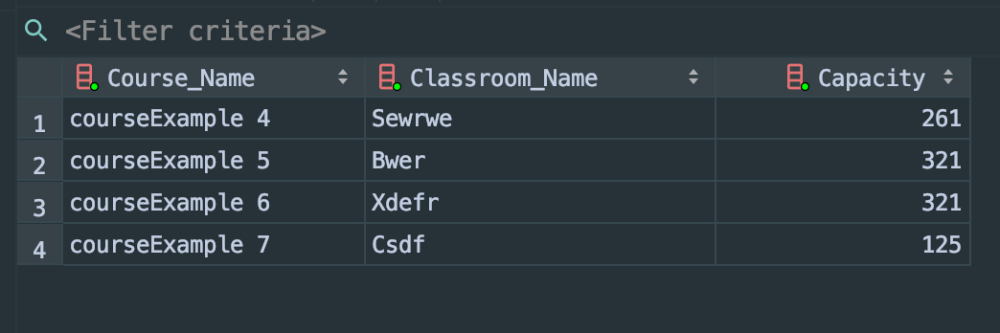 <Filter criteria>
Course_Name Classroom_Name Capacity
1 courseExample 4 Sewrwe 261
2 courseExample 5 Bwer 321
3 courseExample 6 Xdefr 321
4 courseExample 7 Csdf 125